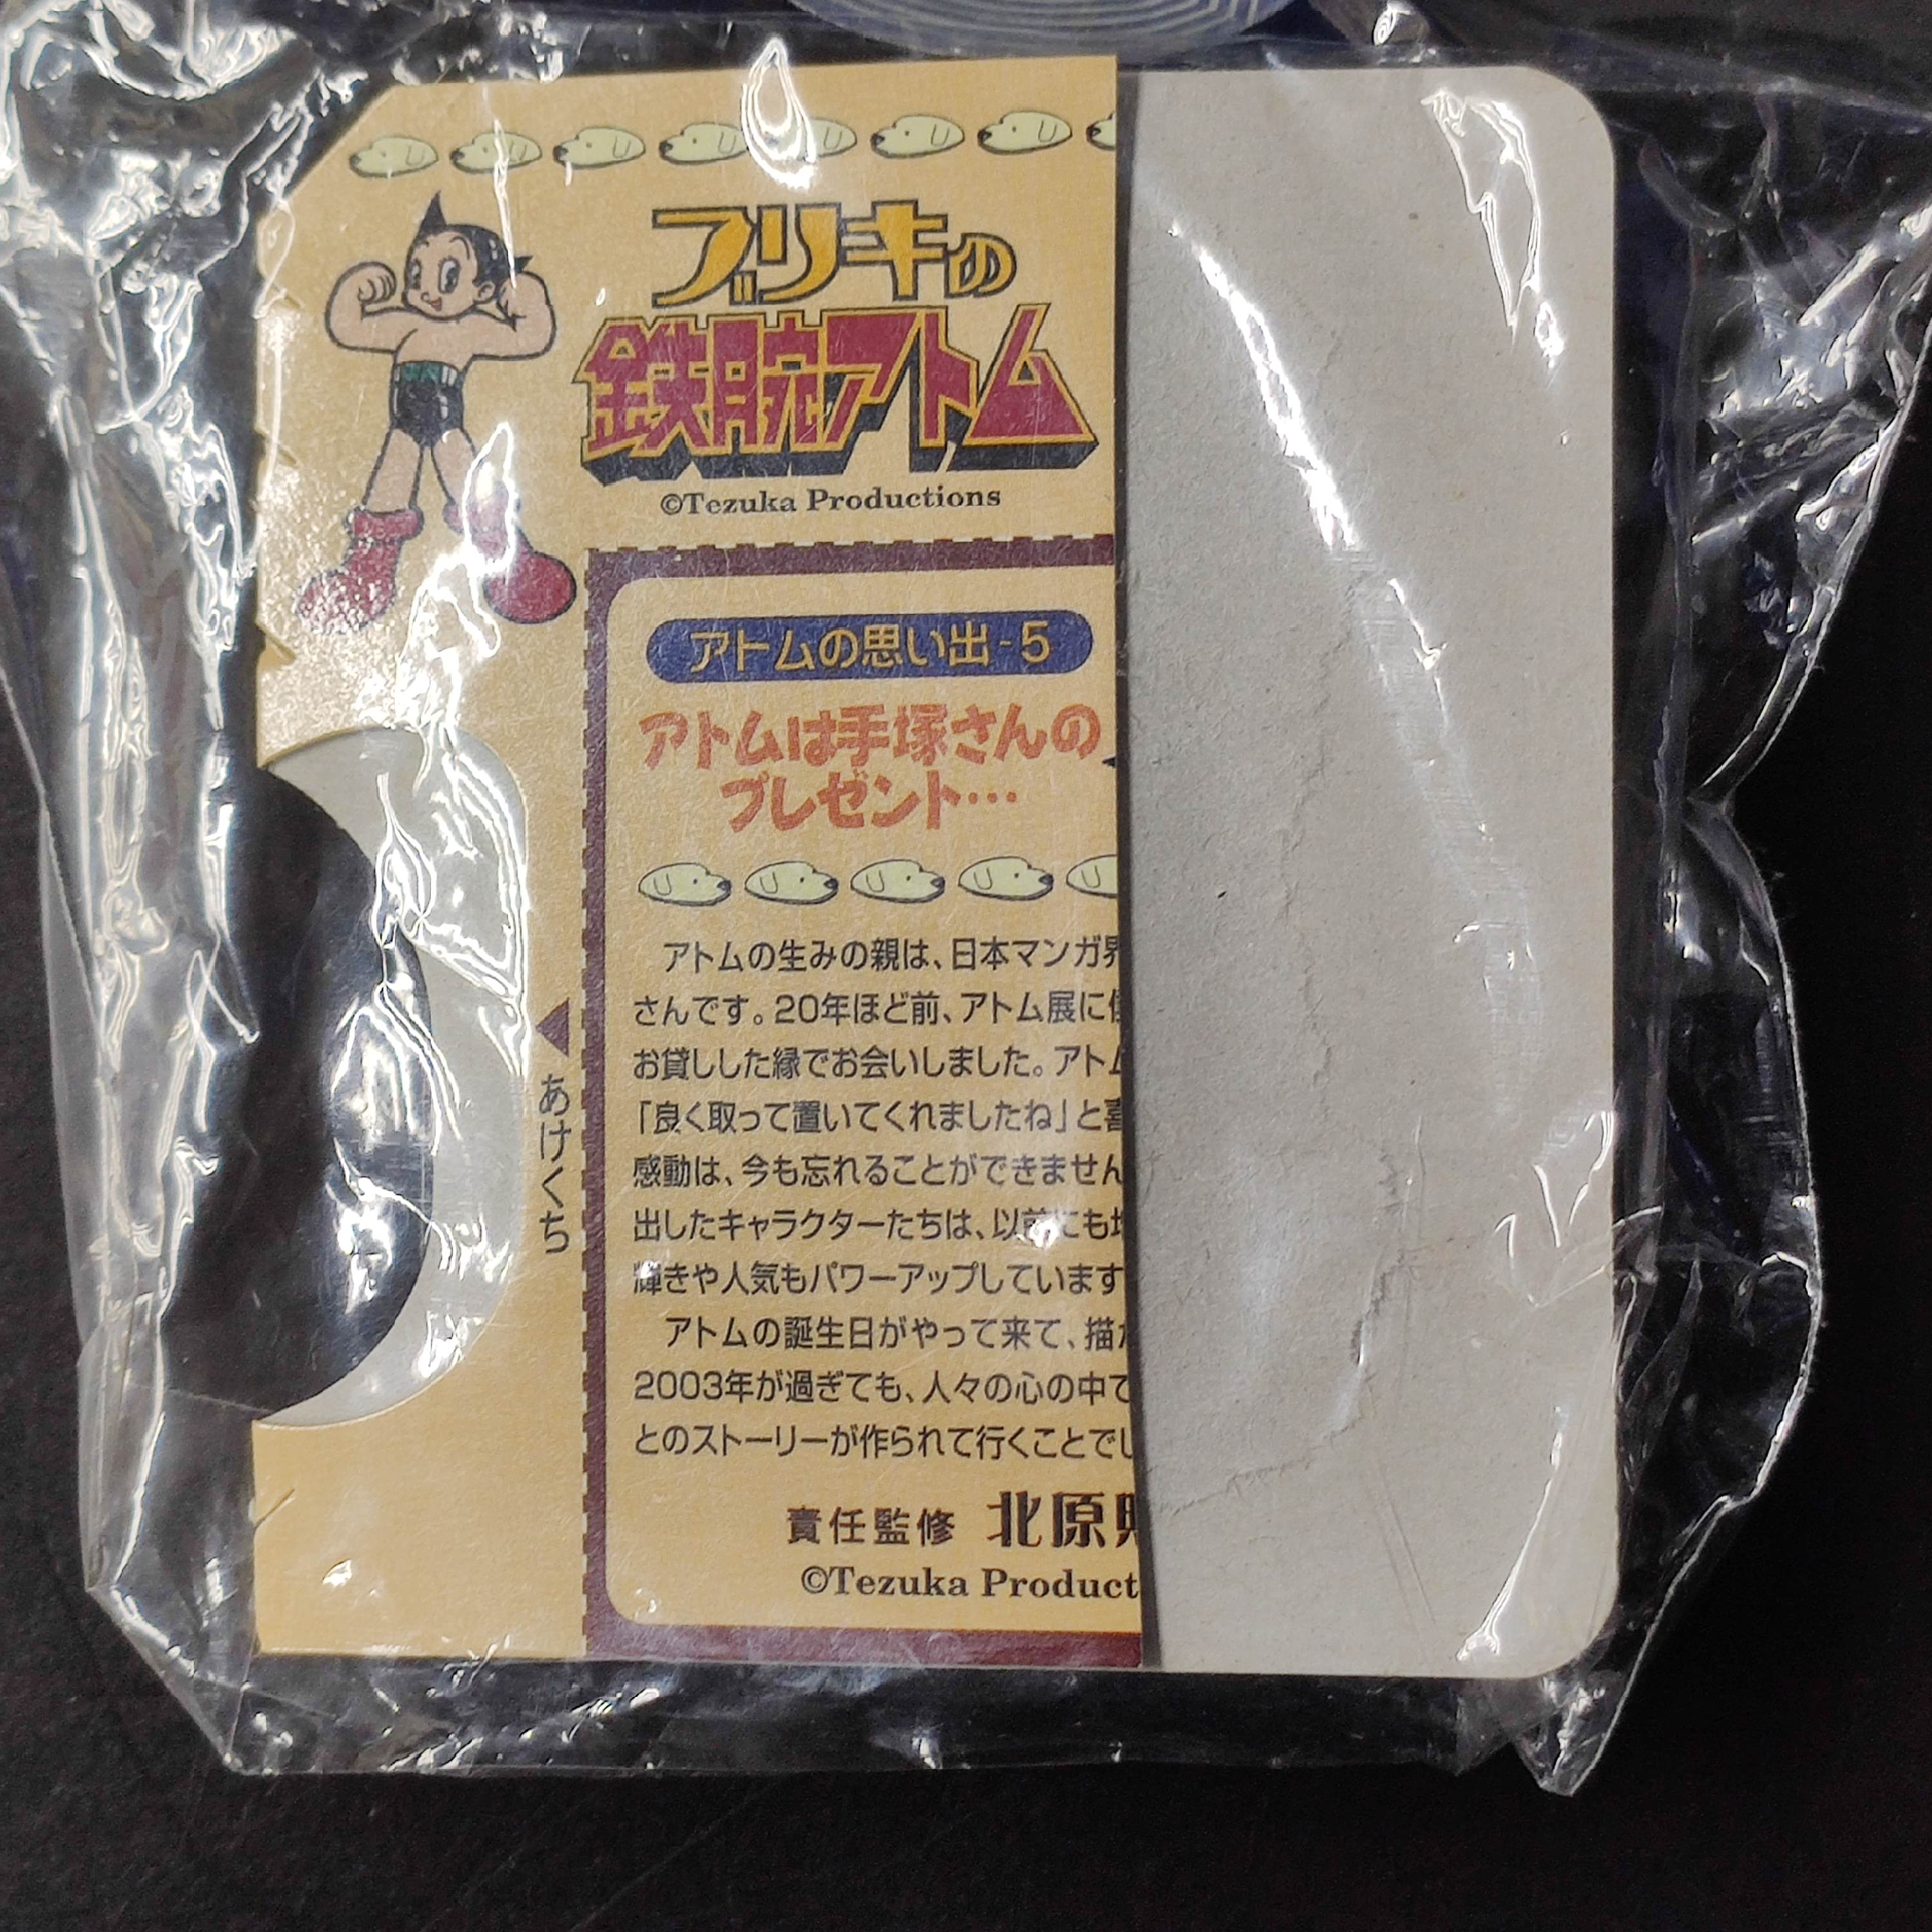 ブリキの
鉄腕アトム
©Tezuka Productions
アトムの思い出-5
アトムは手塚さんの
プレゼント…
アトムの生みの親は、日本マンガ界
さんです。20年ほど前、アトム展に
お貸しした縁でお会いしました。アトム
「良く取って置いてくれましたね」と喜
感動は、今も忘れることができません
出したキャラクターたちは、以前にも増
輝きや人気もパワーアップしています
アトムの誕生日がやって来て、描か
2003年が過ぎても、人々の心の中で
とのストーリーが作られて行くことでし
責任監修 北原
©Tezuka Product
あけくち